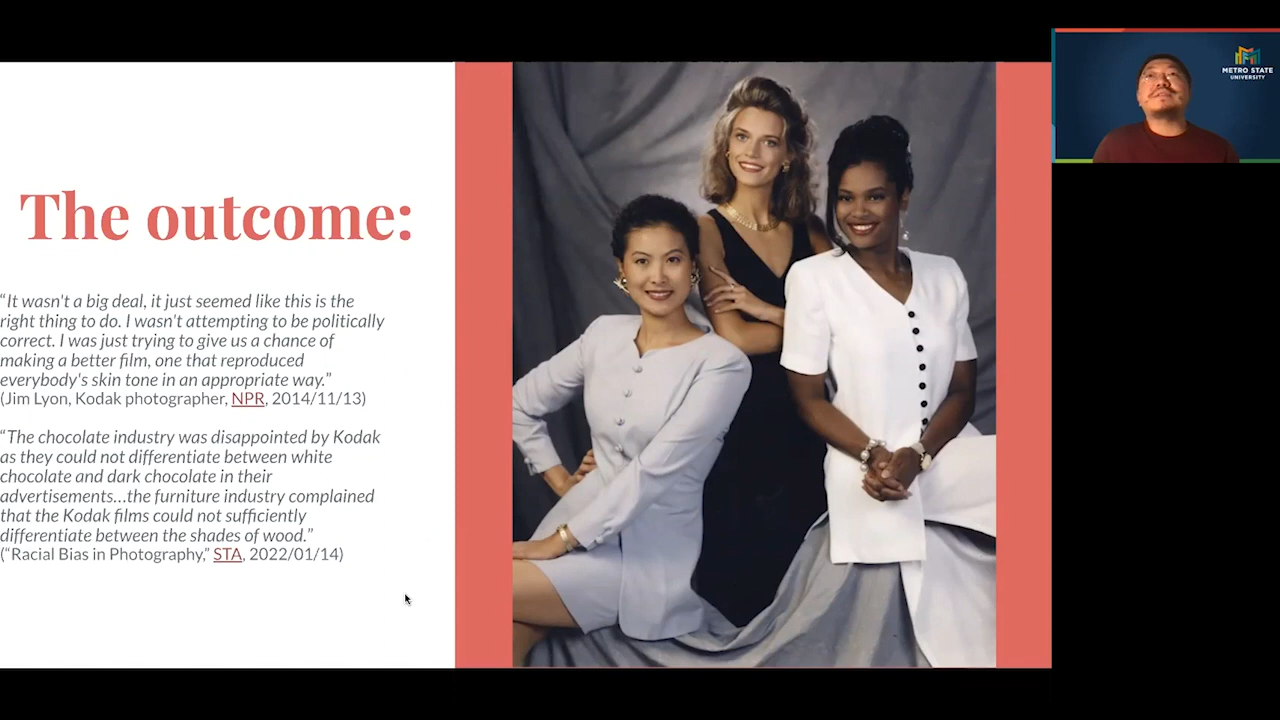 The outcome:
“It wasn't a big deal, it just seemed like this is the
right thing to do. I wasn't attempting to be politically
correct. I was just trying to give us a chance of
making a better film, one that reproduced
everybody's skin tone in an appropriate way.”
(Jim Lyon, Kodak photographer, NPR, 2014/11/13)
“The chocolate industry was disappointed by Kodak
as they could not differentiate between white
chocolate and dark chocolate in their
advertisements…the furniture industry complained
that the Kodak films could not sufficiently
differentiate between the shades of wood.”
(“Racial Bias in Photography,” STA, 2022/01/14)
METRO STATE
UNIVERSITY